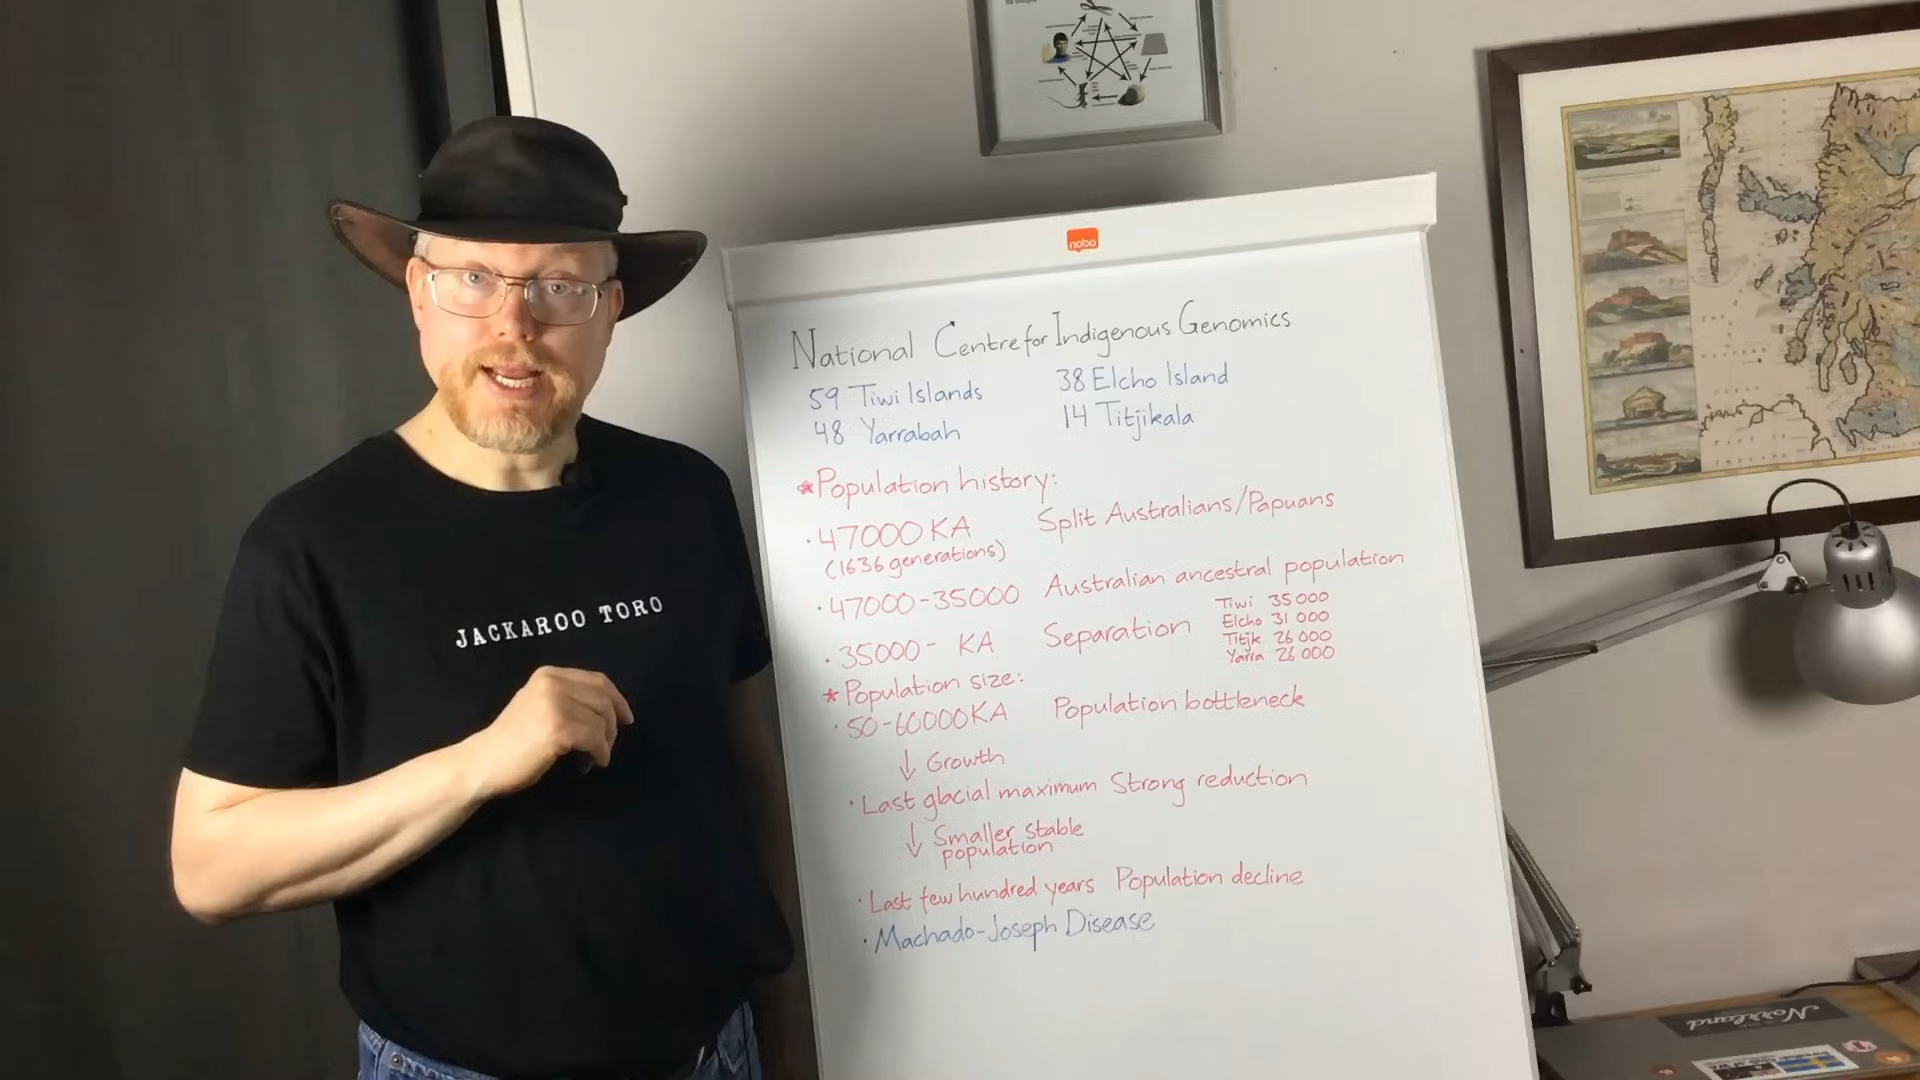 nobo
National Centre for Indigenous Genomics
59 Tiwi Islands 38 Elcho Island
48 Yarrabah 14 Titjikala
*Population history:
· 47000 KA Split Australians/Papuans
(1636 generations)
· 47000-35000 Australian ancestral population
· 35000- KA Separation
Tiwi 35000
Elcho 31 000
Titjk 26 000
Yarra 26 000
* Population size:
· 50-60000KA Population bottleneck
↓ Growth
· Last glacial maximum Strong reduction
↓ Smaller stable
population
· Last few hundred years Population decline
· Machado-Joseph Disease
JACKAROO TORO
Norrland